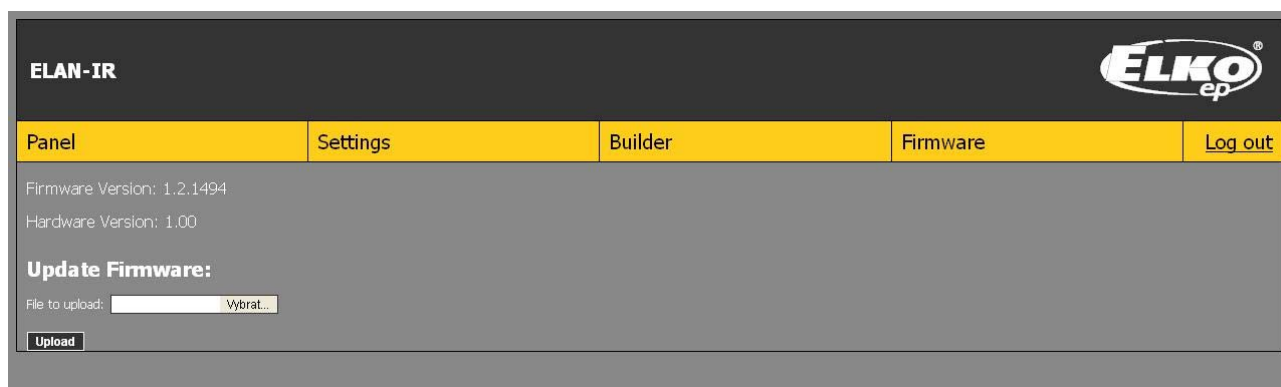 ELAN-IR
ELKO ®
ep
Panel Settings Builder Firmware Log out
Firmware Version: 1.2.1494
Hardware Version: 1.00
Update Firmware:
File to upload: Vybrat...
Upload